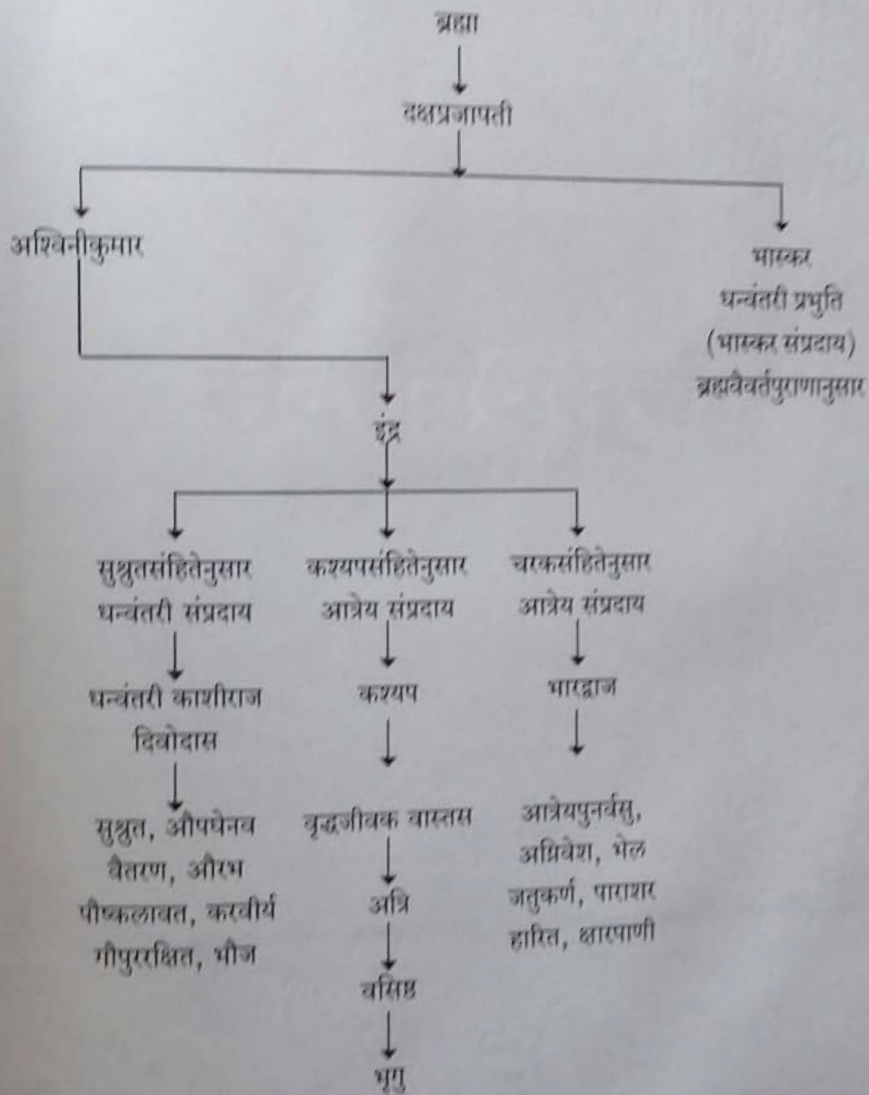 ब्रह्मा
दक्षप्रजापती
अश्विनीकुमार
भास्कर
धन्वंतरी प्रभुति
(भास्कर संप्रदाय)
ब्रह्मवैवर्तपुराणानुसार
इंद्र
सुश्रुतसंहितेनुसार
धन्वंतरी संप्रदाय
धन्वंतरी काशीराज
दिवोदास
सुश्रुत, औपघेनव
वैतरण, औरभ
पौष्कलावत, करवीर्य
गौपुररक्षित, भौज
कश्यपसंहितेनुसार
आत्रेय संप्रदाय
कश्यप
वृद्धजीवक वास्तस
अत्रि
वसिष्ठ
भृगु
चरकसंहितेनुसार
आत्रेय संप्रदाय
भारद्वाज
आत्रेयपुनर्वसु,
अग्निवेश, भेल
जतुकर्ण, पाराशर
हारित, क्षारपाणी